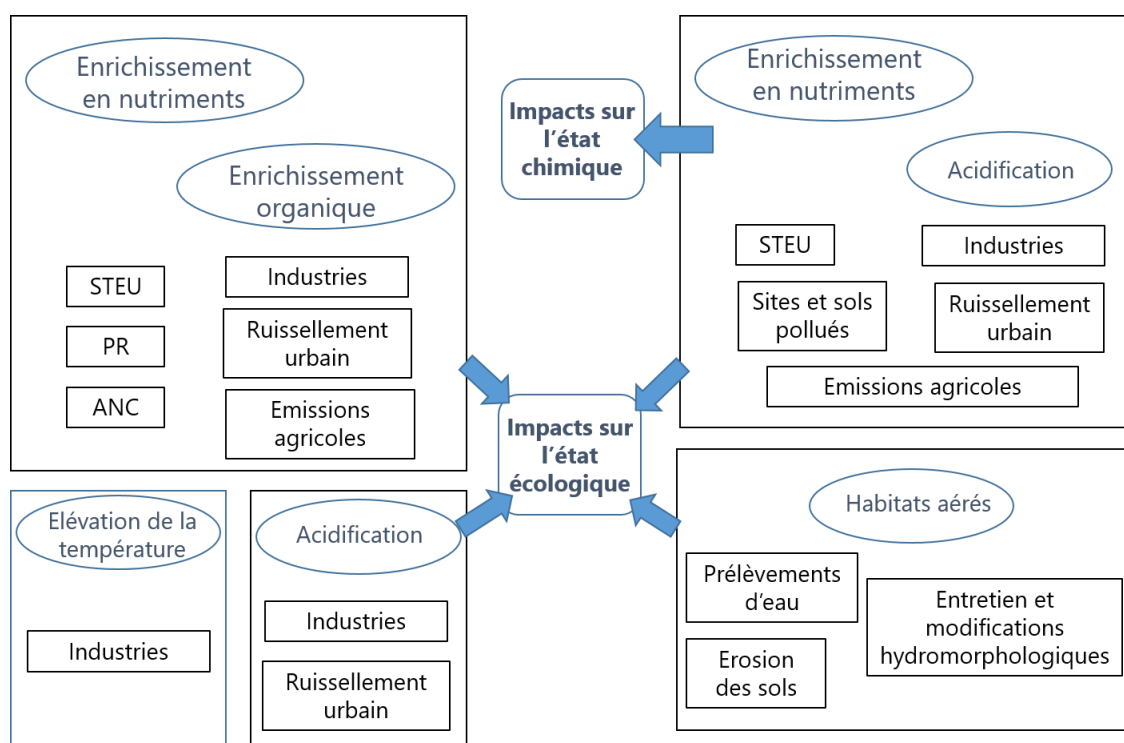 Enrichissement
en nutriments
Enrichissement
organique
STEU
PR
ANC
Industries
Ruissellement
urbain
Emissions
agricoles
Impacts sur
l'état
chimique
Enrichissement
en nutriments
Acidification
STEU
Industries
Sites et sols
pollués
Ruissellement
urbain
Emissions agricoles
Impacts sur
l'état
écologique
Elévation de la
température
Industries
Acidification
Industries
Ruissellement
urbain
Habitats aérés
Prélèvements
d'eau
Entretien et
modifications
hydromorphologiques
Erosion
des sols